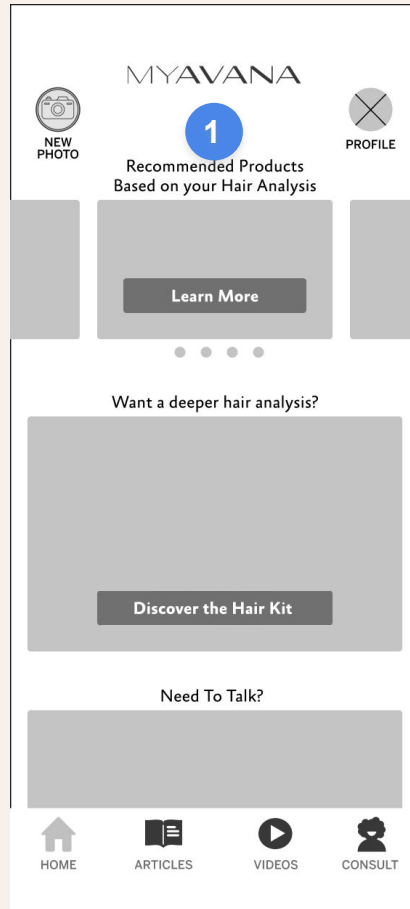 MYAVANA
1
NEW
PHOTO
PROFILE
Recommended Products
Based on your Hair Analysis
Learn More
Want a deeper hair analysis?
Discover the Hair Kit
Need To Talk?
HOME
ARTICLES
VIDEOS
CONSULT